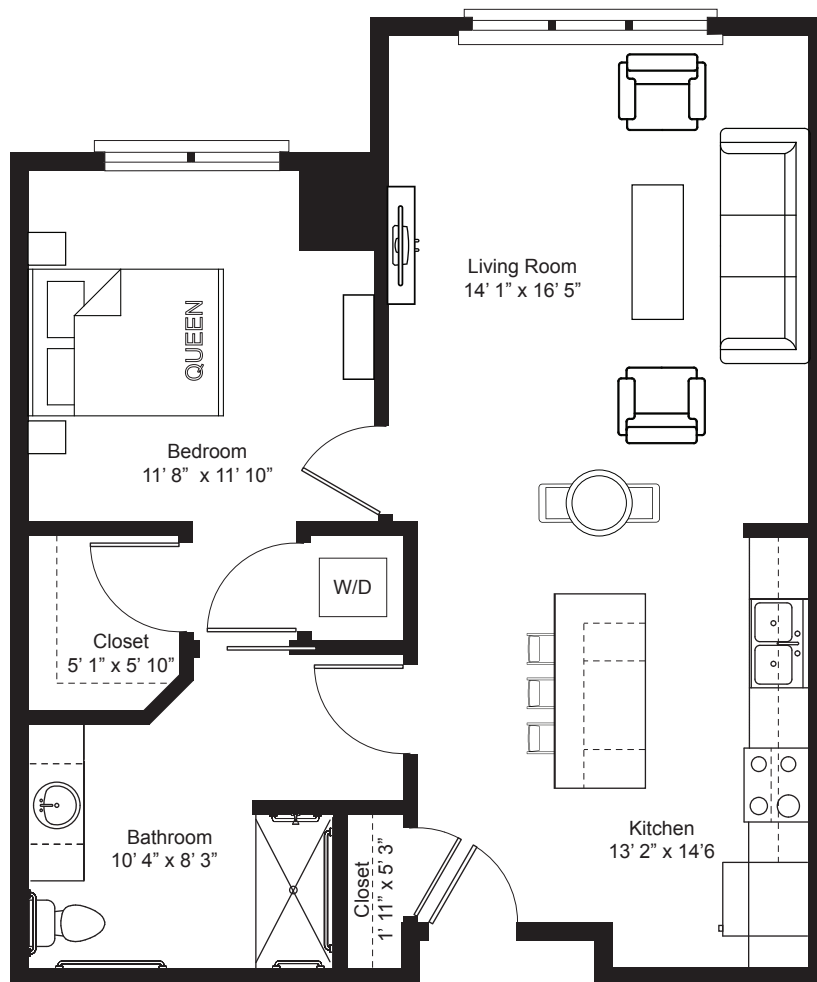 Living Room
14’ 1” x 16’ 5”
QUEEN
Bedroom
11’ 8” x 11’ 10”
W/D
Closet
5’ 1” x 5’ 10”
Kitchen
13’ 2” x 14’6
Bathroom
10’ 4” x 8’ 3”
Closet
1’ 11” x 5’ 3”